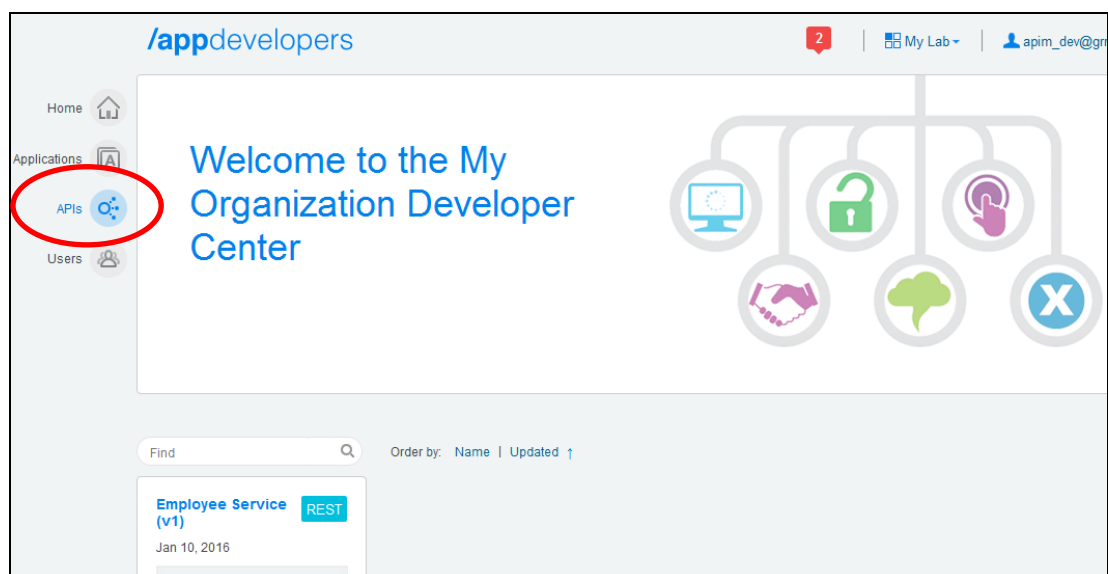 /appdevelopers
2
My Lab
apim_dev@grr
Home
Applications
A
APIs
Users
Welcome to the My
Organization Developer
Center
X
Find
Order by: Name | Updated ↑
Employee Service
(v1)
REST
Jan 10, 2016